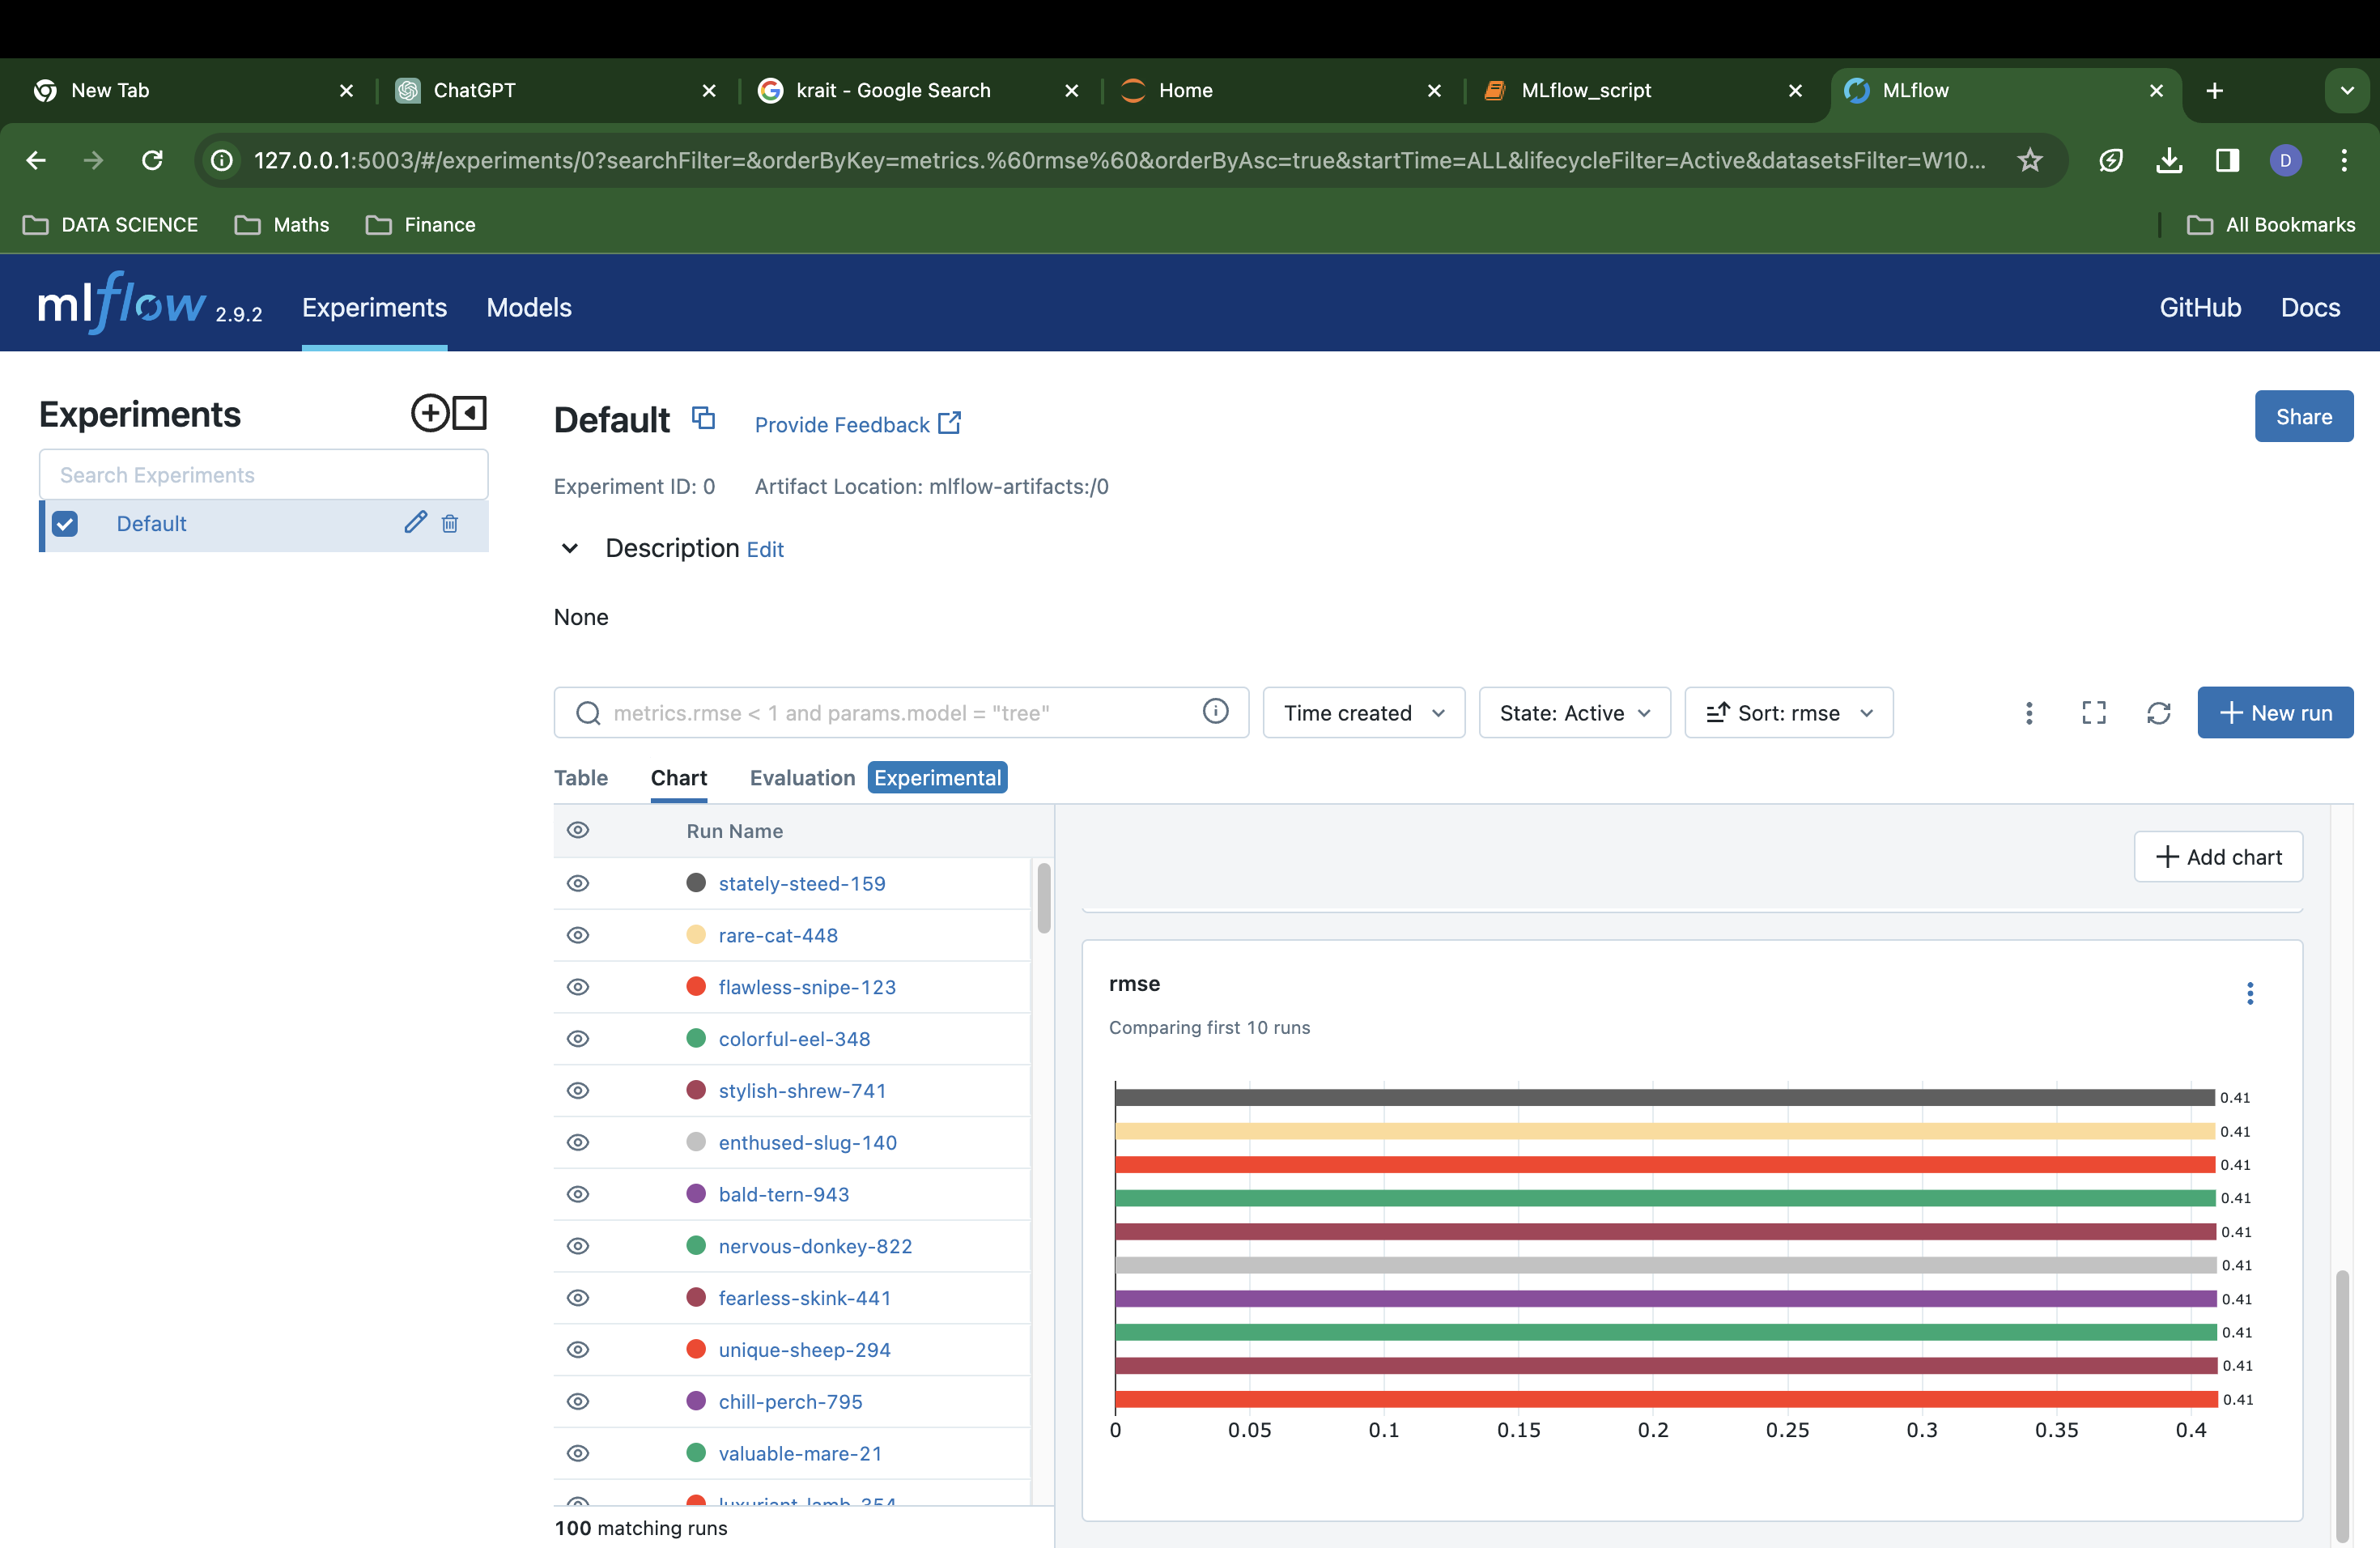 New Tab
ChatGPT
krait - Google Search
Home
MLflow_script
MLflow
127.0.0.1:5003/#/experiments/0?searchFilter=&orderByKey=metrics.%60rmse%60&orderByAsc=true&startTime=ALL&lifecycleFilter=Active&datasetsFilter=W10...
D
DATA SCIENCE
Maths
Finance
All Bookmarks
mlflow 2.9.2
Experiments
Models
GitHub
Docs
Experiments
Search Experiments
Default
Default
Provide Feedback
Share
Experiment ID: 0
Artifact Location: mlflow-artifacts:/0
Description Edit
None
metrics.rmse < 1 and params.model = "tree"
Time created
State: Active
Sort: rmse
New run
Table
Chart
Evaluation
Experimental
Run Name
stately-steed-159
rare-cat-448
flawless-snipe-123
colorful-eel-348
stylish-shrew-741
enthused-slug-140
bald-tern-943
nervous-donkey-822
fearless-skink-441
unique-sheep-294
chill-perch-795
valuable-mare-21
luxuriant-lamb-354
100 matching runs
Add chart
rmse
Comparing first 10 runs
0.41
0.41
0.41
0.41
0.41
0.41
0.41
0.41
0.41
0.41
0
0.05
0.1
0.15
0.2
0.25
0.3
0.35
0.4